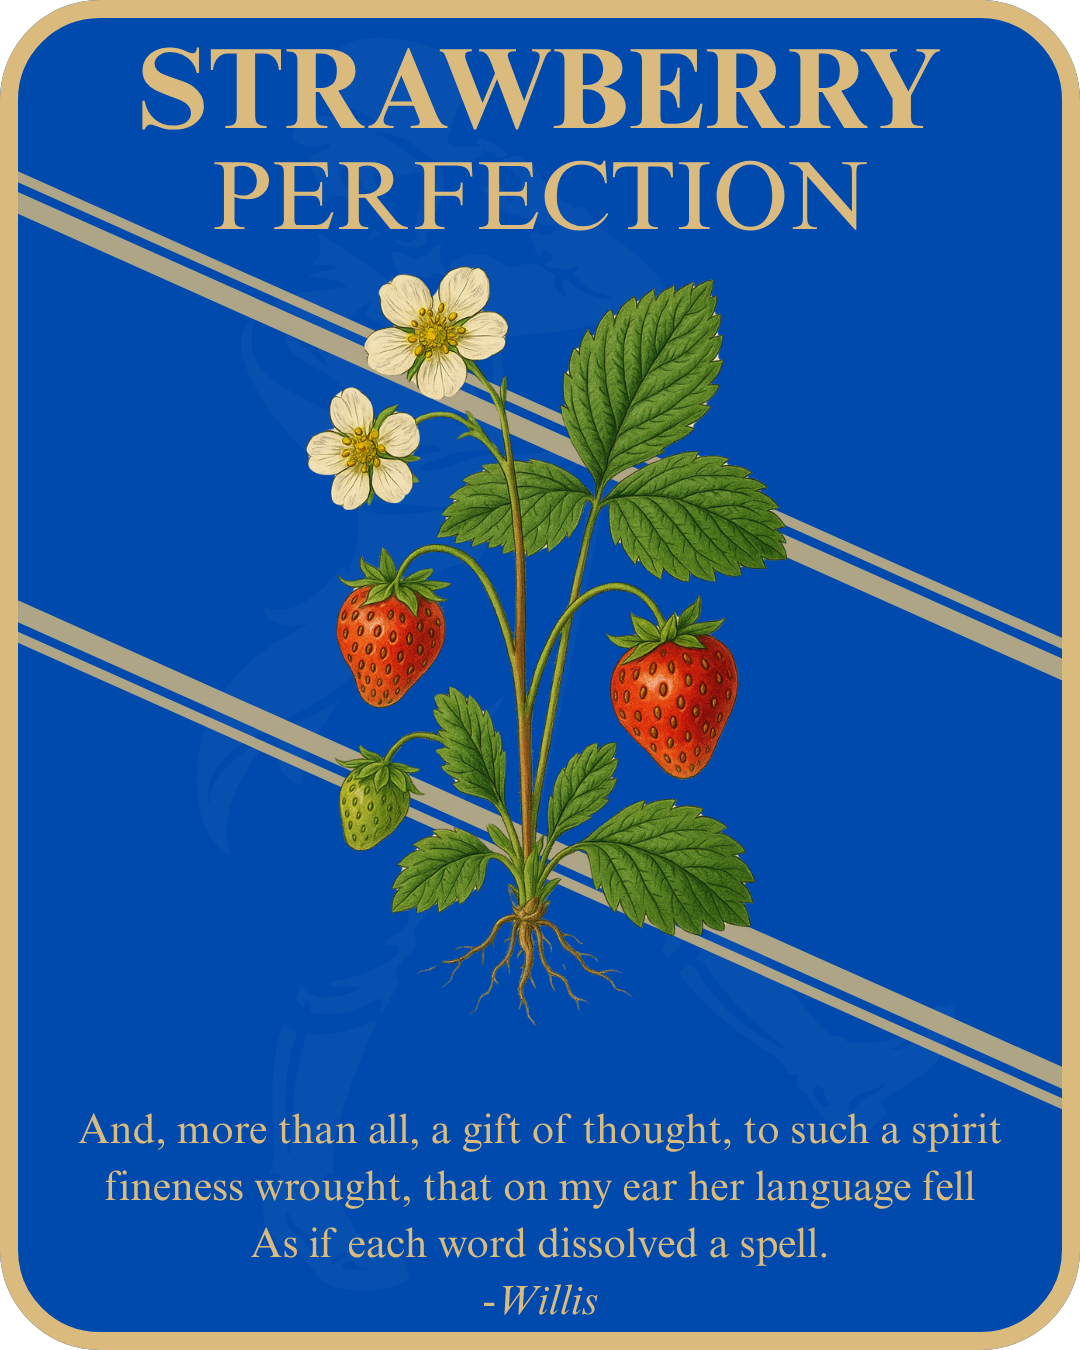 STRAWBERRY
PERFECTION
And, more than all, a gift of thought, to such a spirit
fineness wrought, that on my ear her language fell
As if each word dissolved a spell.
-Willis